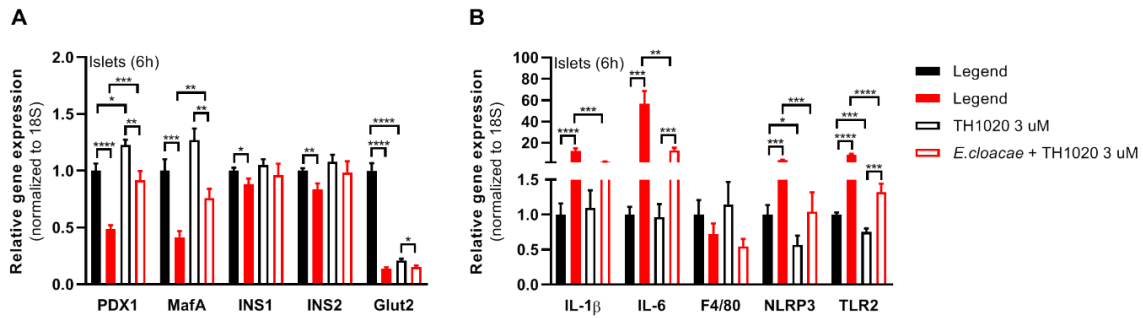 A
Relative gene expression
(normalized to 18S)
2.0
1.5
1.0
0.5
0.0
Islets (6h)
****
*
***
**
***
**
**
*
**
****
****
*
PDX1
MafA
INS1
INS2
Glut2
B
Relative gene expression
(normalized to 18S)
100
80
60
40
20
1.5
1.0
0.5
0.0
Islets (6h)
****
***
***
**
***
***
*
***
****
***
****
***
IL-1β
IL-6
F4/80
NLRP3
TLR2
Legend
Legend
TH1020 3 uM
E.cloacae + TH1020 3 uM